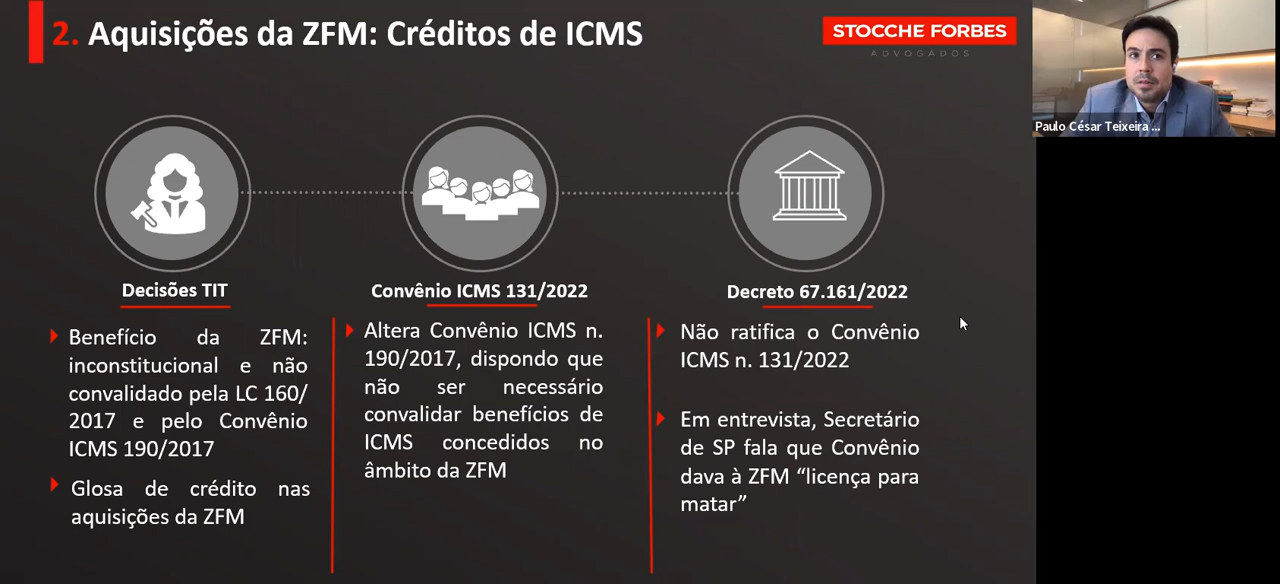 2. Aquisições da ZFM: Créditos de ICMS
STOCCHE FORBES
ADVOGADOS
Paulo César Teixeira ...
Decisões TIT
Benefício da ZFM:
inconstitucional e não
convalidado pela LC 160/
2017 e pelo Convênio
ICMS 190/2017
Glosa de crédito nas
aquisições da ZFM
Convênio ICMS 131/2022
Altera Convênio ICMS n.
190/2017, dispondo que
não ser necessário
convalidar benefícios de
ICMS concedidos no
âmbito da ZFM
Decreto 67.161/2022
Não ratifica o Convênio
ICMS n. 131/2022
Em entrevista, Secretário
de SP fala que Convênio
dava à ZFM “licença para
matar”